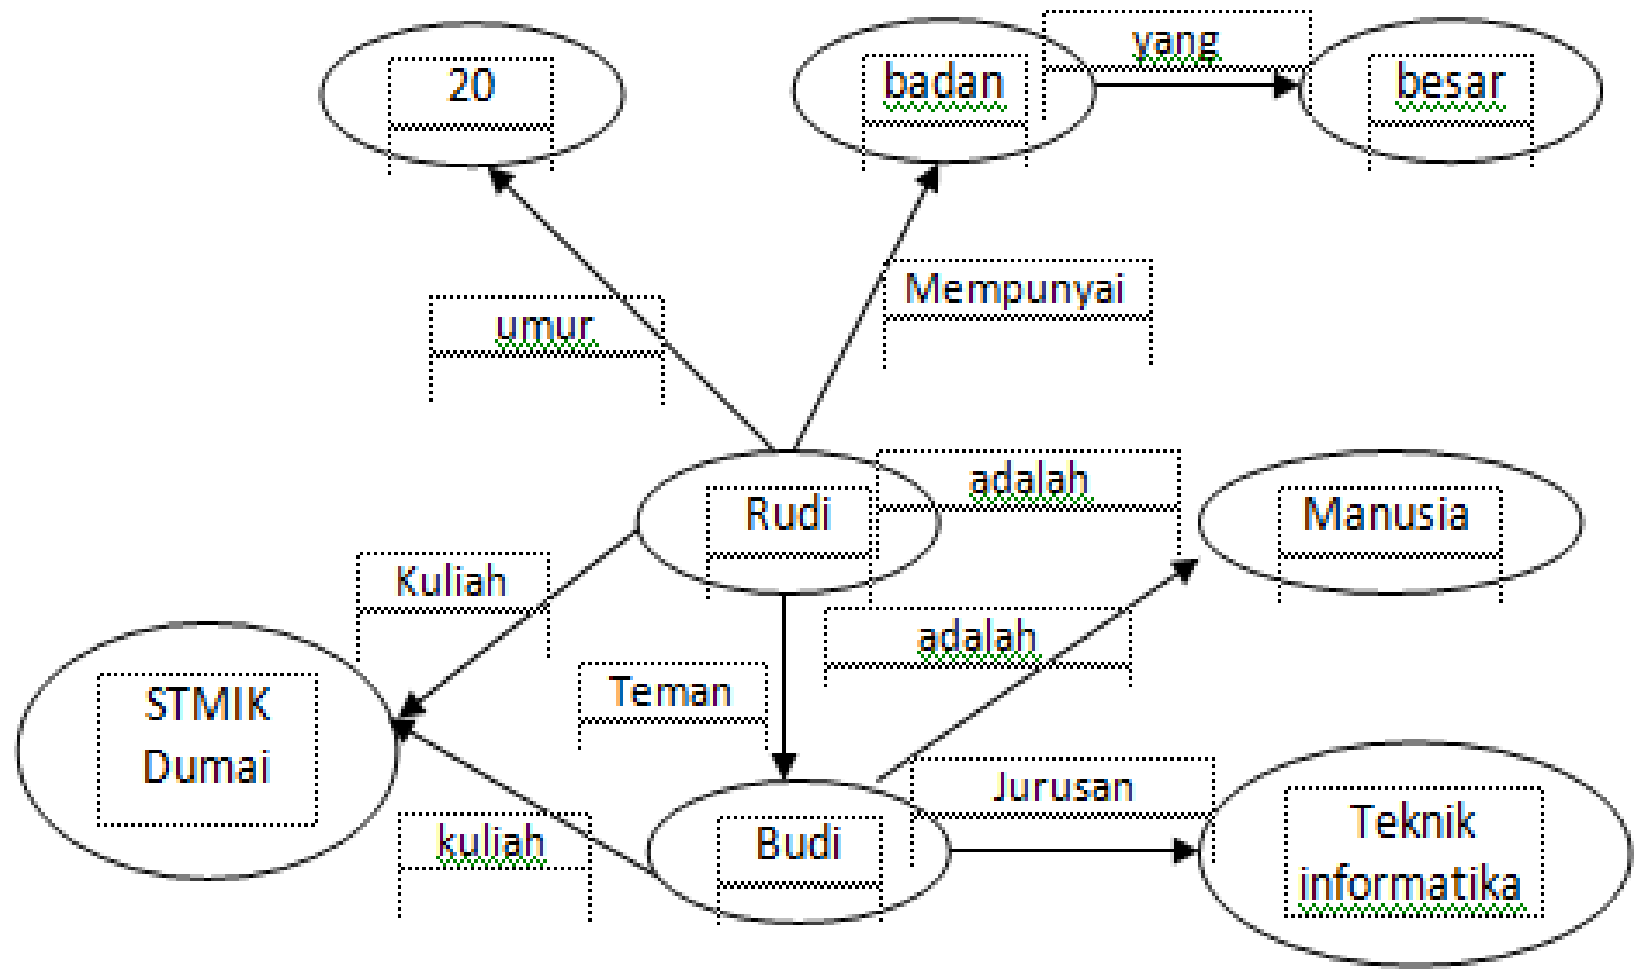 20
badan
yang
besar
umur
Mempunyai
Rudi
adalah
Manusia
Kuliah
adalah
Teman
STMIK
Dumai
kuliah
Budi
Jurusan
Teknik
informatika